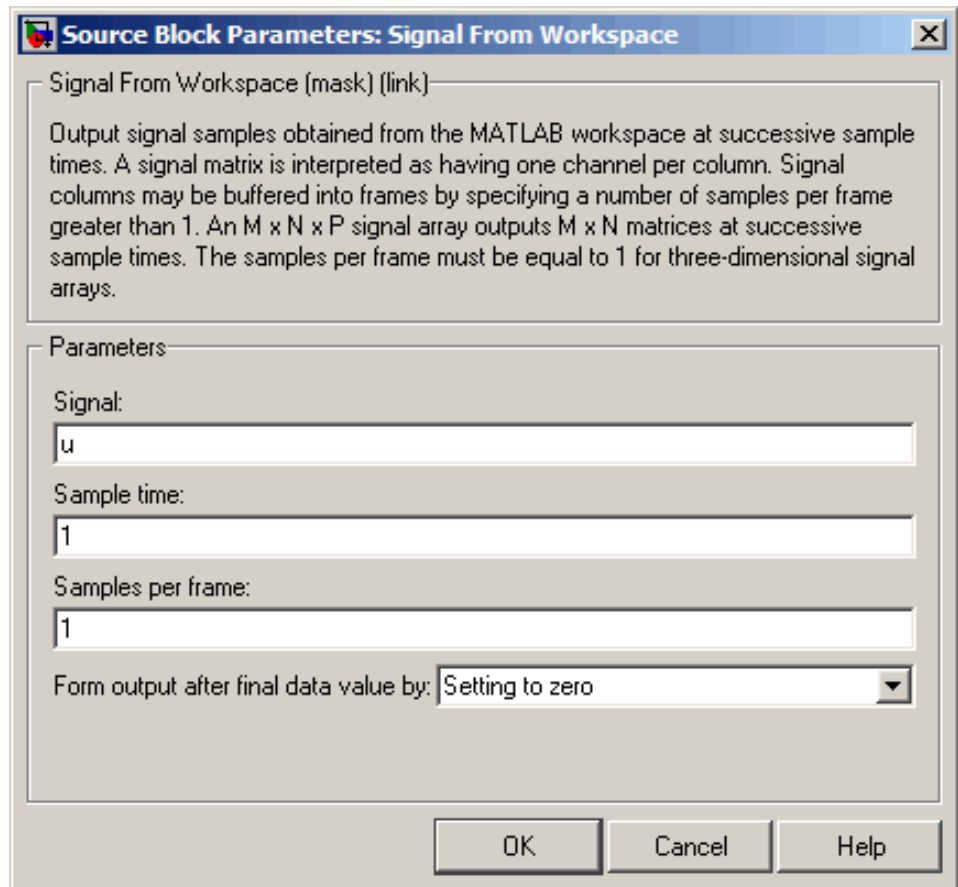 Source Block Parameters: Signal From Workspace
Signal From Workspace (mask) (link)
Output signal samples obtained from the MATLAB workspace at successive sample
times. A signal matrix is interpreted as having one channel per column. Signal
columns may be buffered into frames by specifying a number of samples per frame
greater than 1. An M x N x P signal array outputs M x N matrices at successive
sample times. The samples per frame must be equal to 1 for three-dimensional signal
arrays.
Parameters
Signal:
u
Sample time:
1
Samples per frame:
1
Form output after final data value by: Setting to zero
OK Cancel Help